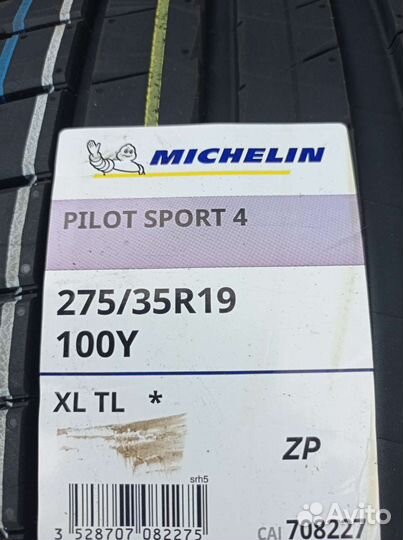 MICHELIN
PILOT SPORT 4
275/35R19
100Y
XL TL *
ZP
srh5
3 528707 082275
CAI 708227
Avito